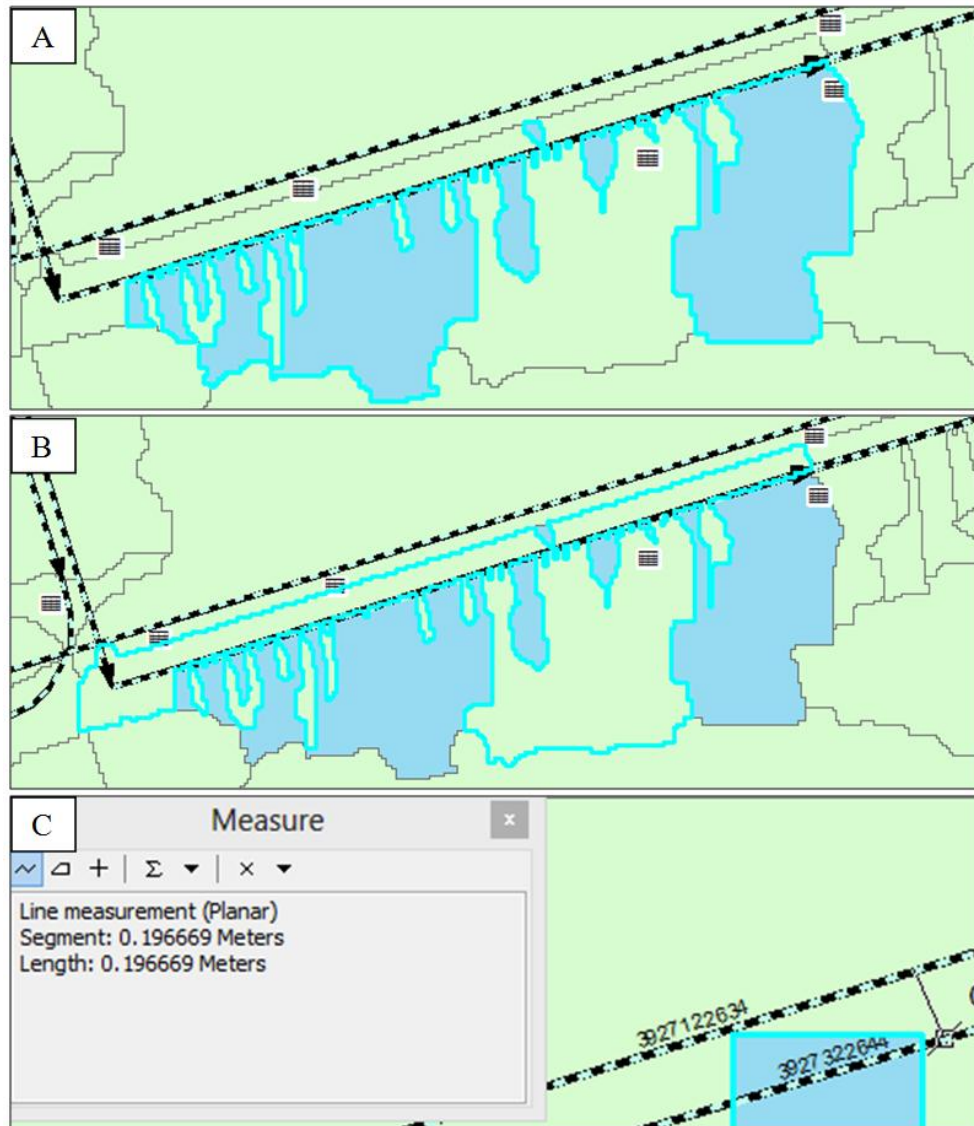 A
B
C
Measure
x
Σ
Line measurement (Planar)
Segment: 0.196669 Meters
Length: 0.196669 Meters
3927122634
3927322644